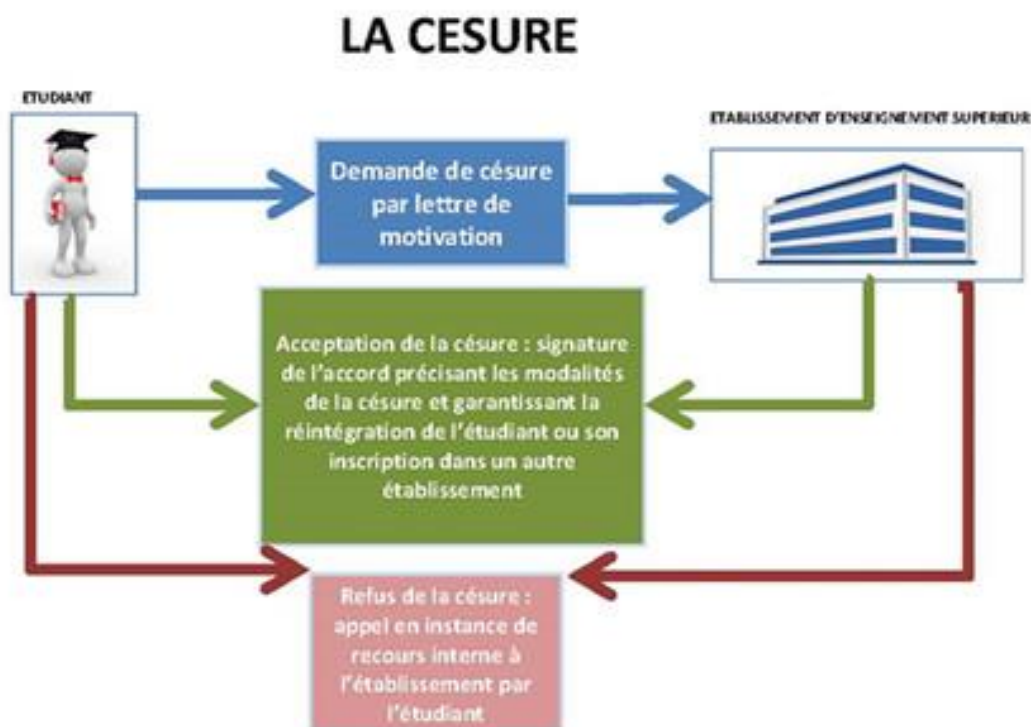 LA CESURE
ETUDIANT
ETABLISSEMENT D'ENSEIGNEMENT SUPERIEUR
Demande de césure
par lettre de
motivation
Acceptation de la césure : signature
de l'accord précisant les modalités
de la césure et garantissant la
réintégration de l'étudiant ou son
inscription dans un autre
établissement
Refus de la césure :
appel en instance de
recours interne à
l'établissement par
l'étudiant